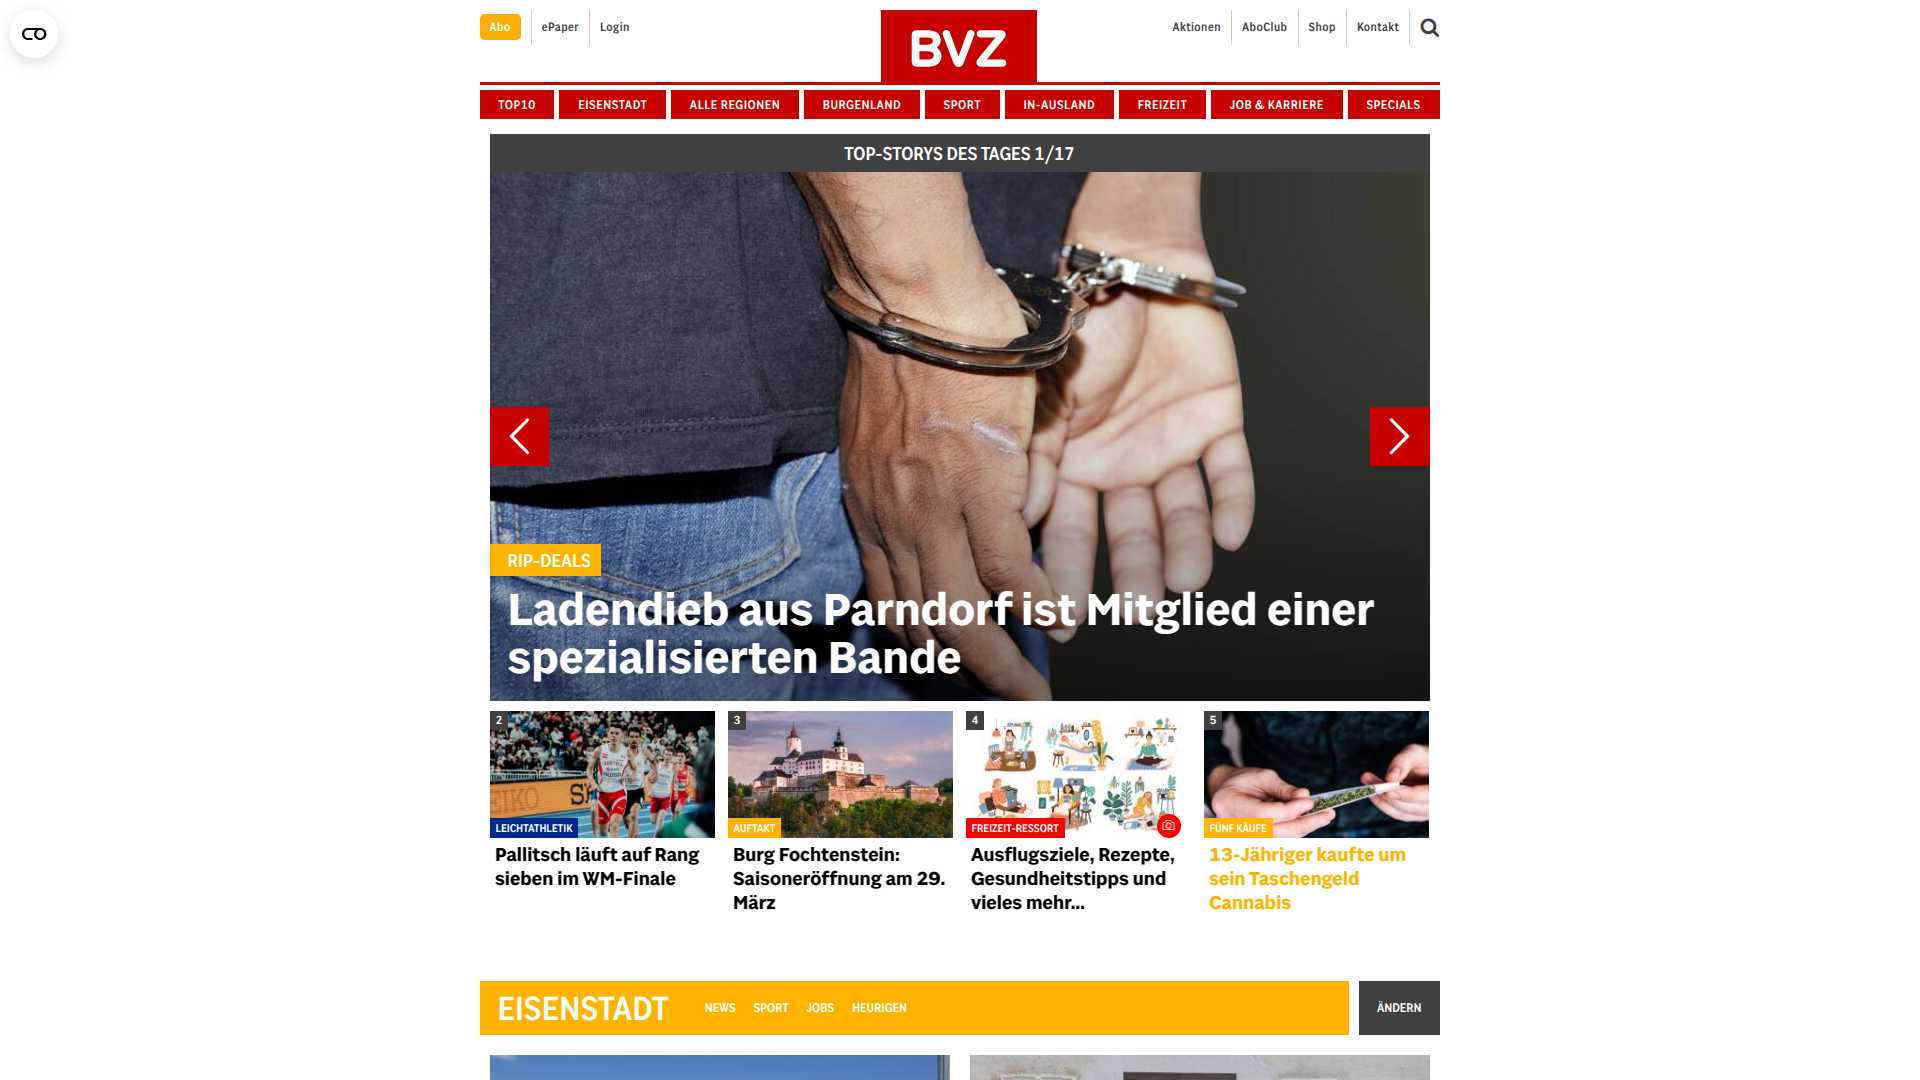 Abo
ePaper
Login
BVZ
Aktionen
AboClub
Shop
Kontakt
TOP10
EISENSTADT
ALLE REGIONEN
BURGENLAND
SPORT
IN-AUSLAND
FREIZEIT
JOB & KARRIERE
SPECIALS
TOP-STORYS DES TAGES 1/17
RIP-DEALS
Ladendieb aus Parndorf ist Mitglied einer
spezialisierten Bande
2
LEICHTATHLETIK
Pallitsch läuft auf Rang
sieben im WM-Finale
3
AUFTAKT
Burg Fochtenstein:
Saisoneröffnung am 29.
März
4
FREIZEIT-RESSORT
Ausflugsziele, Rezepte,
Gesundheitstipps und
vieles mehr...
5
FÜNF KÄUFE
13-Jähriger kaufte um
sein Taschengeld
Cannabis
EISENSTADT
NEWS
SPORT
JOBS
HEURIGEN
ÄNDERN